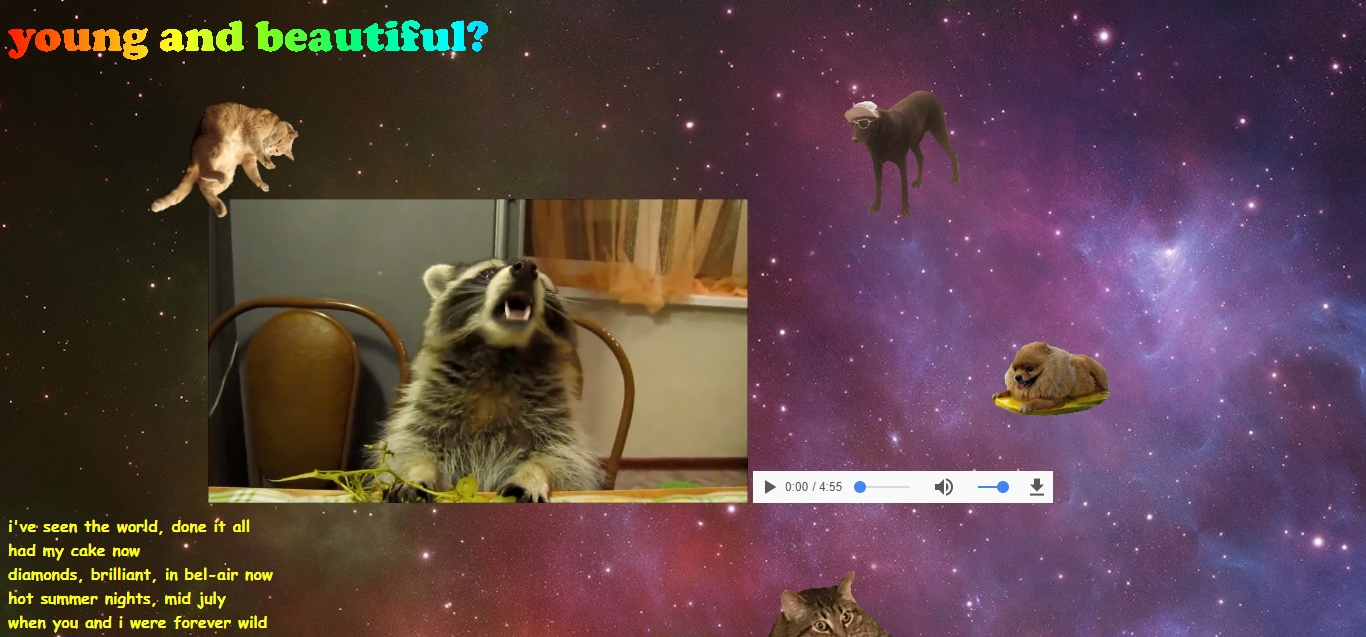 young and beautiful?
0:00 / 4:55
i've seen the world, done it all
had my cake now
diamonds, brilliant, in bel-air now
hot summer nights, mid july
when you and i were forever wild